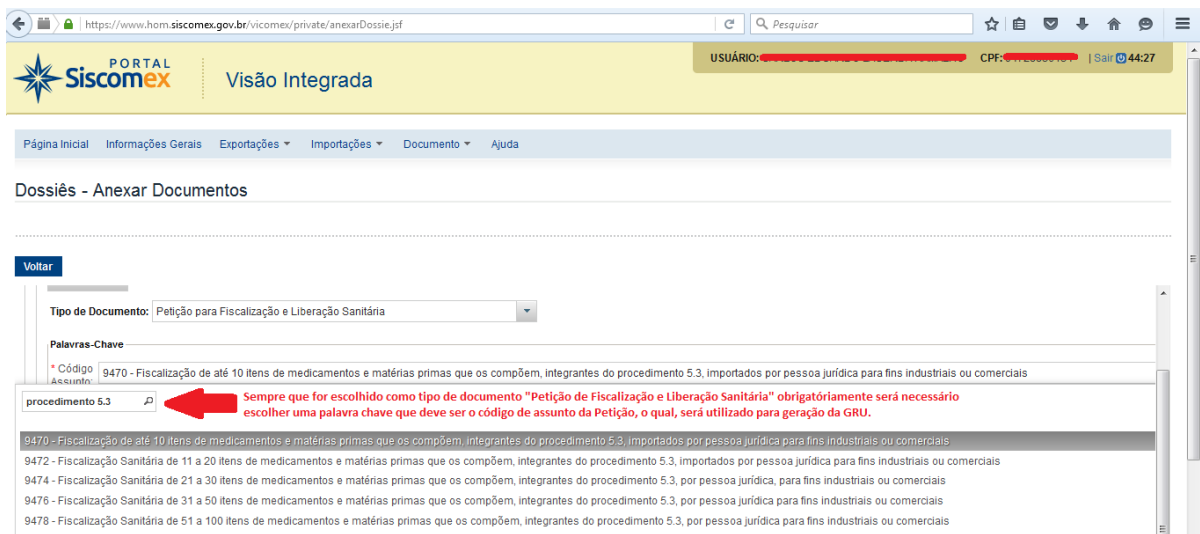 https://www.hom.siscomex.gov.br/vicomex/private/anexarDossie.jsf
Pesquisar
PORTAL
Siscomex
Visão Integrada
USUÁRIO:
CPF:
| Sair 44:27
Página Inicial Informações Gerais Exportações Importações Documento Ajuda
Dossiês - Anexar Documentos
Voltar
Tipo de Documento: Petição para Fiscalização e Liberação Sanitária
Palavras-Chave
* Código Assunto: 9470 - Fiscalização de até 10 itens de medicamentos e matérias primas que os compõem, integrantes do procedimento 5.3, importados por pessoa jurídica para fins industriais ou comerciais
procedimento 5.3
Sempre que for escolhido como tipo de documento "Petição de Fiscalização e Liberação Sanitária" obrigatóriamente será necessário
escolher uma palavra chave que deve ser o código de assunto da Petição, o qual, será utilizado para geração da GRU.
9470 - Fiscalização de até 10 itens de medicamentos e matérias primas que os compõem, integrantes do procedimento 5.3, importados por pessoa jurídica para fins industriais ou comerciais
9472 - Fiscalização Sanitária de 11 a 20 itens de medicamentos e matérias primas que os compõem, integrantes do procedimento 5.3, importados por pessoa jurídica para fins industriais ou comerciais
9474 - Fiscalização Sanitária de 21 a 30 itens de medicamentos e matérias primas que os compõem, integrantes do procedimento 5.3, por pessoa jurídica, para fins industriais ou comerciais
9476 - Fiscalização Sanitária de 31 a 50 itens de medicamentos e matérias primas que os compõem, integrantes do procedimento 5.3, por pessoa jurídica, para fins industriais ou comerciais
9478 - Fiscalização Sanitária de 51 a 100 itens de medicamentos e matérias primas que os compõem, integrantes do procedimento 5.3, por pessoa jurídica para fins industriais ou comerciais